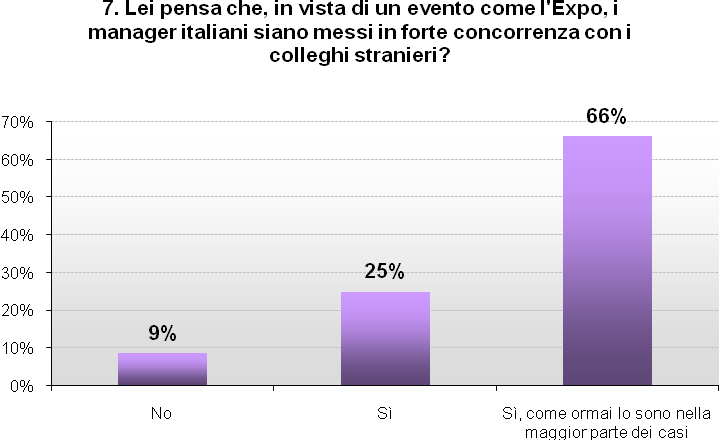 7. Lei pensa che, in vista di un evento come l'Expo, i
manager italiani siano messi in forte concorrenza con i
colleghi stranieri?
70%
60%
50%
40%
30%
20%
10%
0%
9%
25%
66%
No
Sì
Sì, come ormai lo sono nella
maggior parte dei casi